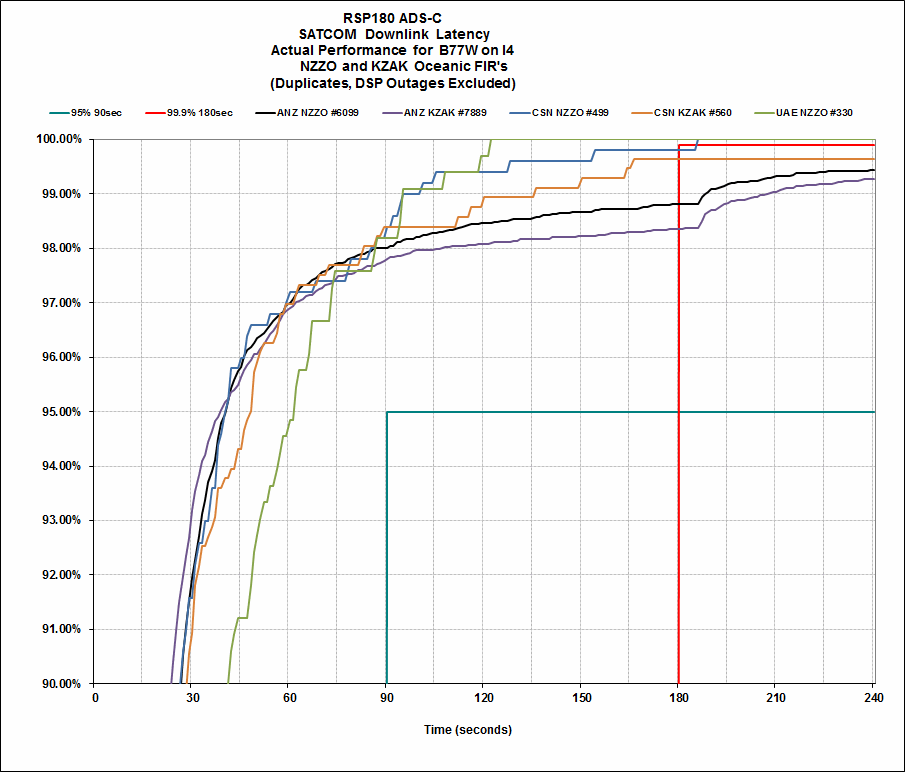 RSP180 ADS-C
SATCOM Downlink Latency
Actual Performance for B77W on I4
NZZO and KZAK Oceanic FIR's
(Duplicates, DSP Outages Excluded)
95% 90sec 99.9% 180sec ANZ NZZO #6099 ANZ KZAK #7889 CSN NZZO #499 CSN KZAK #560 UAE NZZO #330
100.00%
99.00%
98.00%
97.00%
96.00%
95.00%
94.00%
93.00%
92.00%
91.00%
90.00%
0 30 60 90 120 150 180 210 240
Time (seconds)